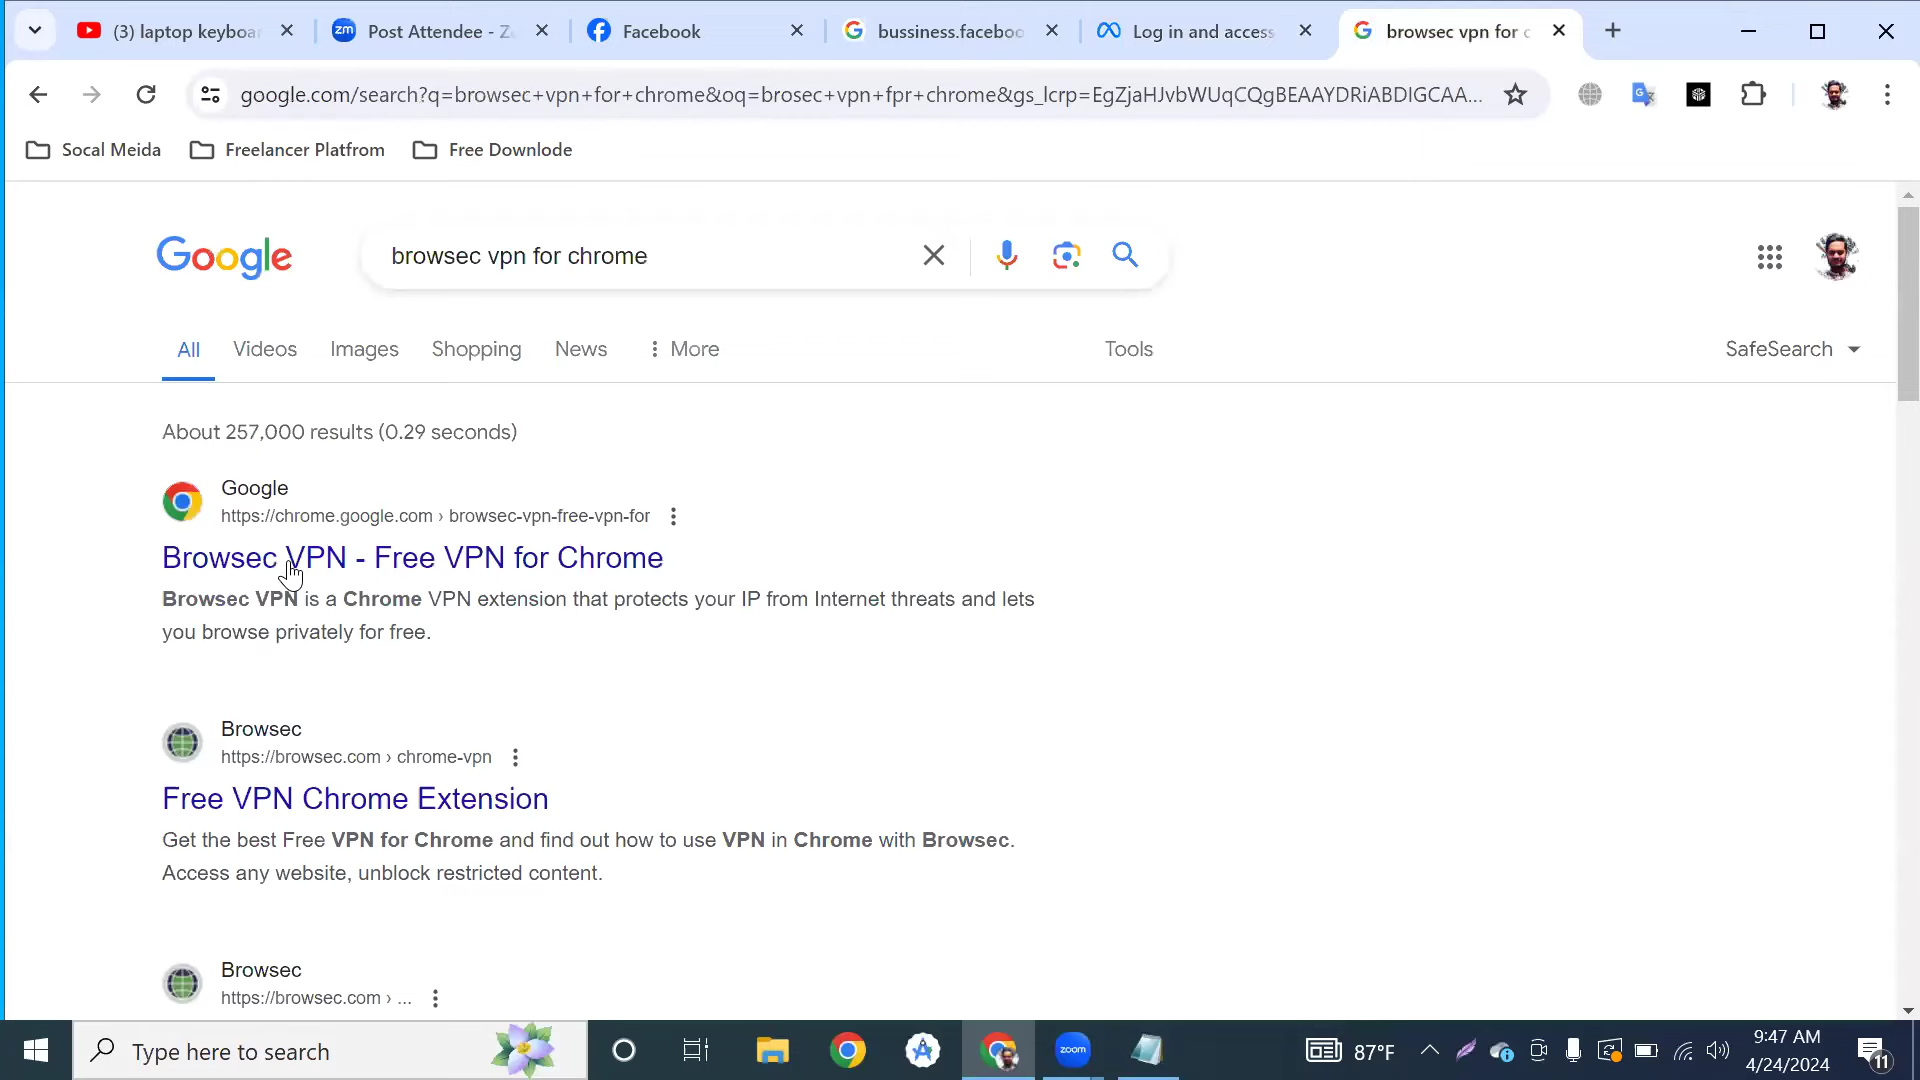 (3) laptop keyboar
zm
Post Attendee - Z
Facebook
bussiness.faceboo
Log in and access
browsec vpn for c
google.com/search?q=browsec+vpn+for+chrome&oq=brosec+vpn+fpr+chrome&gs_lcrp=EgZjaHJvbWUqCQgBEAAYDRiABDIGCAA...
Socal Meida
Freelancer Platfrom
Free Downlode
Google
browsec vpn for chrome
All
Videos
Images
Shopping
News
More
Tools
SafeSearch
About 257,000 results (0.29 seconds)
Google
https://chrome.google.com › browsec-vpn-free-vpn-for
Browsec VPN - Free VPN for Chrome
Browsec VPN is a Chrome VPN extension that protects your IP from Internet threats and lets
you browse privately for free.
Browsec
https://browsec.com › chrome-vpn
Free VPN Chrome Extension
Get the best Free VPN for Chrome and find out how to use VPN in Chrome with Browsec.
Access any website, unblock restricted content.
Browsec
https://browsec.com › ...
Type here to search
zoom
87°F
9:47 AM
4/24/2024
11